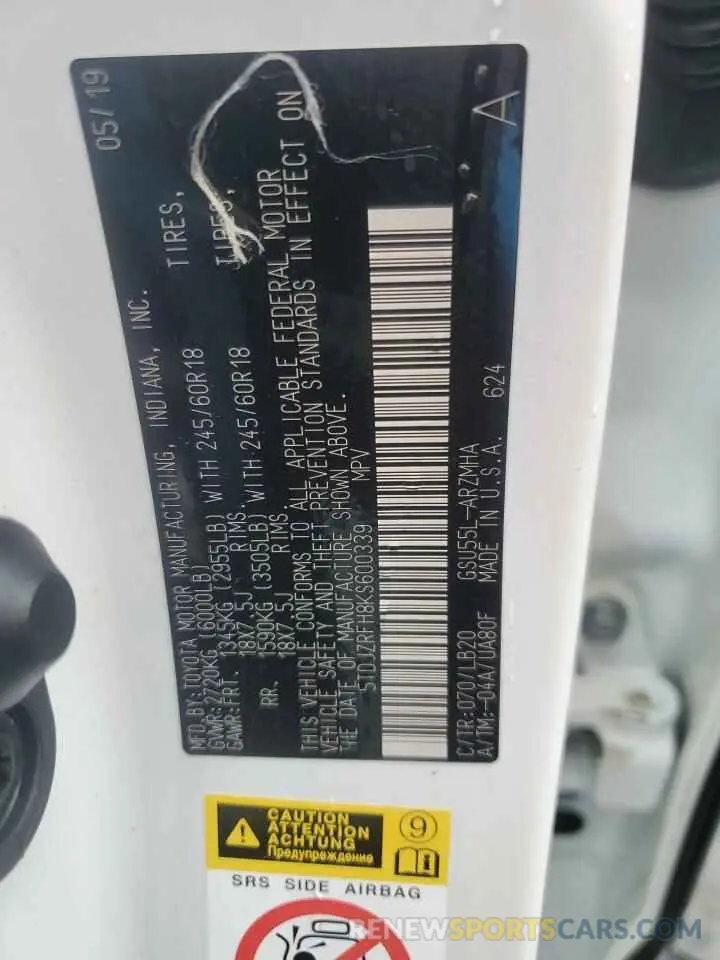 MFD. BY: TOYOTA MOTOR MANUFACTURING, INDIANA, INC. 05/19
GVWR: 2720KG (6000LB)
GAWR: FRT. 1345KG (2955LB) WITH 245/60R18 TIRES,
18X7.5J RIMS.
RR. 1590KG (3505LB) WITH 245/60R18 TIRES,
18X7.5J RIMS.
THIS VEHICLE CONFORMS TO ALL APPLICABLE FEDERAL MOTOR
VEHICLE SAFETY AND THEFT PREVENTION STANDARDS IN EFFECT ON
THE DATE OF MANUFACTURE SHOWN ABOVE.
5TDJZRFH8KS600339 MPV
C/TR: 070/LB20 GSU55L-ARZMHA
A/TM: -04A/UA80F MADE IN U.S.A. 624
A
CAUTION
ATTENTION
ACHTUNG
Предупреждение
9
SRS SIDE AIRBAG
RENEWSPORTSCARS.COM